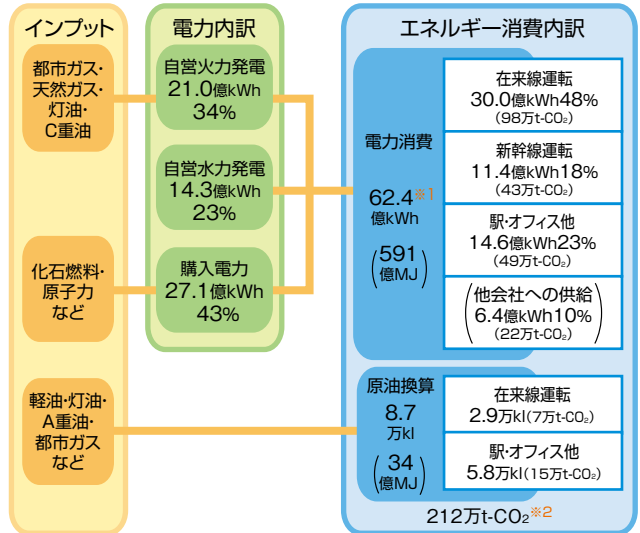 インプット
都市ガス・
天然ガス・
灯油・
C重油
化石燃料・
原子力
など
軽油・灯油・
A重油・
都市ガス
など
電力内訳
自営火力発電
21.0億kWh
34%
自営水力発電
14.3億kWh
23%
購入電力
27.1億kWh
43%
エネルギー消費内訳
電力消費
62.4※1
億kWh
(591
億MJ)
在来線運転
30.0億kWh48%
(98万t-CO₂)
新幹線運転
11.4億kWh18%
(43万t-CO₂)
駅・オフィス他
14.6億kWh23%
(49万t-CO₂)
(他会社への供給
6.4億kWh10%
(22万t-CO₂))
原油換算
8.7
万kl
(34
億MJ)
在来線運転
2.9万kl(7万t-CO₂)
駅・オフィス他
5.8万kl(15万t-CO₂)
212万t-CO₂※2